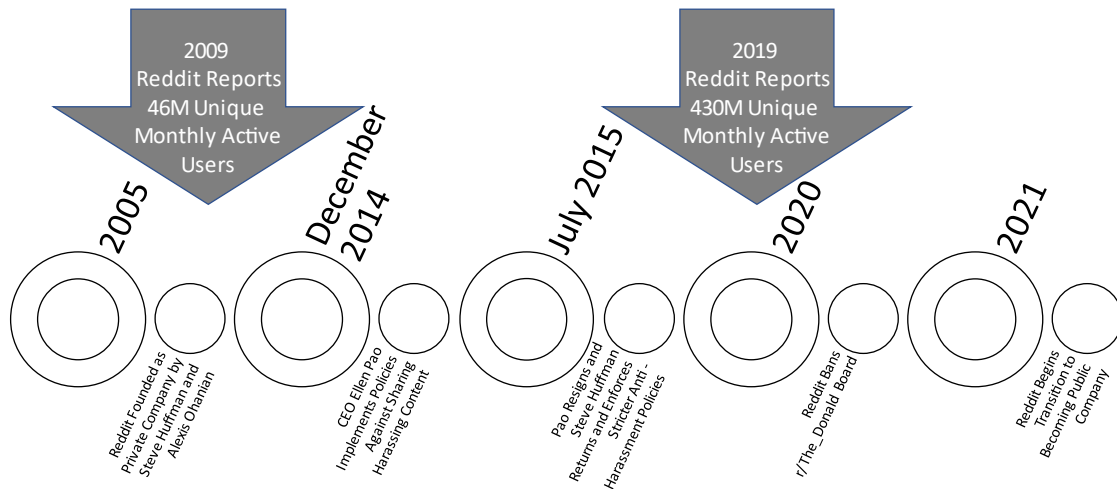 2009
Reddit Reports
46M Unique
Monthly Active
Users
2019
Reddit Reports
430M Unique
Monthly Active
Users
2005
December
2014
July 2015
2020
2021
Reddit Founded as
Private Company by
Steve Huffman and
Alexis Ohanian
CEO Ellen Pao
Implements Policies
Against Sharing
Harassing Content
Pao Resigns and
Steve Huffman
Returns and Enforces
Stricter Anti -
Harassment Policies
Reddit Bans
r/The_Donald Board
Reddit Begins
Transition to
Becoming Public
Company